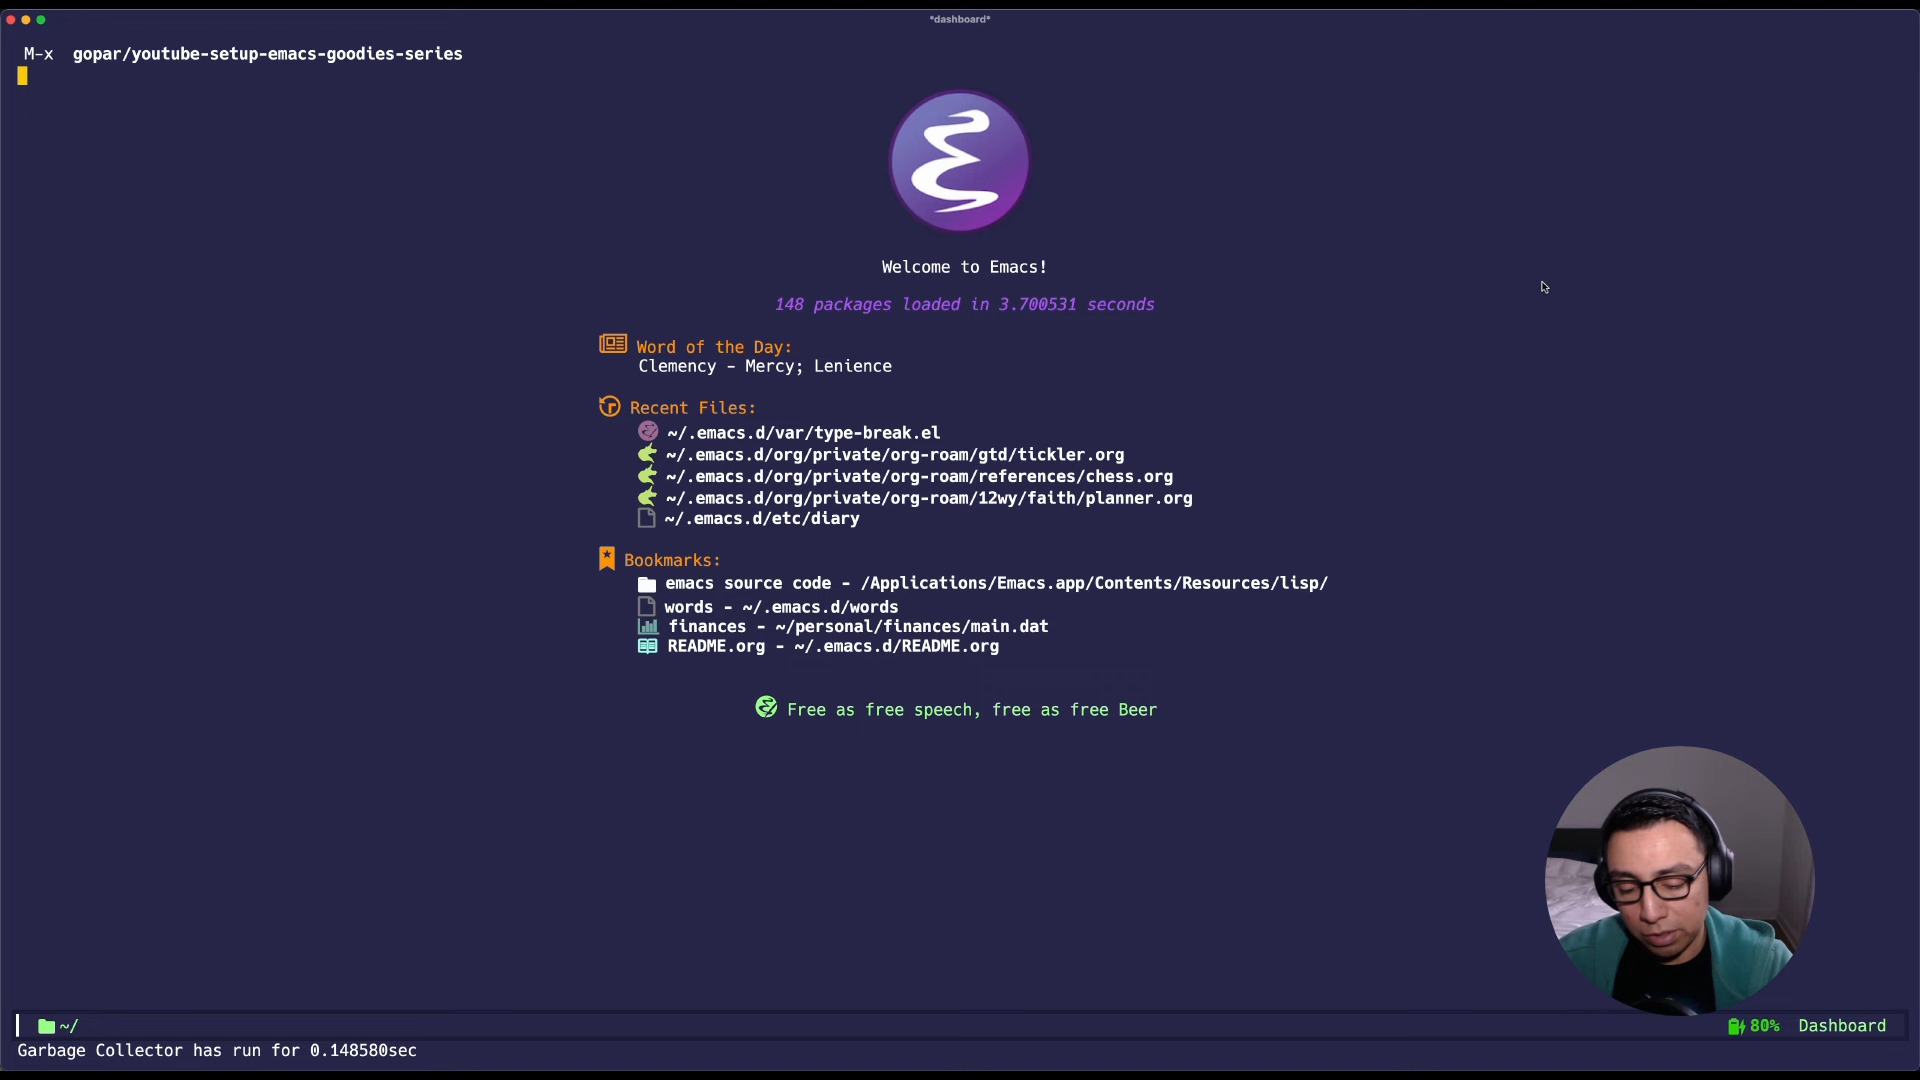 *dashboard*
M-x gopar/youtube-setup-emacs-goodies-series
Welcome to Emacs!
148 packages loaded in 3.700531 seconds
Word of the Day:
Clemency - Mercy; Lenience
Recent Files:
~/.emacs.d/var/type-break.el
~/.emacs.d/org/private/org-roam/gtd/tickler.org
~/.emacs.d/org/private/org-roam/references/chess.org
~/.emacs.d/org/private/org-roam/12wy/faith/planner.org
~/.emacs.d/etc/diary
Bookmarks:
emacs source code - /Applications/Emacs.app/Contents/Resources/lisp/
words - ~/.emacs.d/words
finances - ~/personal/finances/main.dat
README.org - ~/.emacs.d/README.org
Free as free speech, free as free Beer
~/ 80% Dashboard
Garbage Collector has run for 0.148580sec